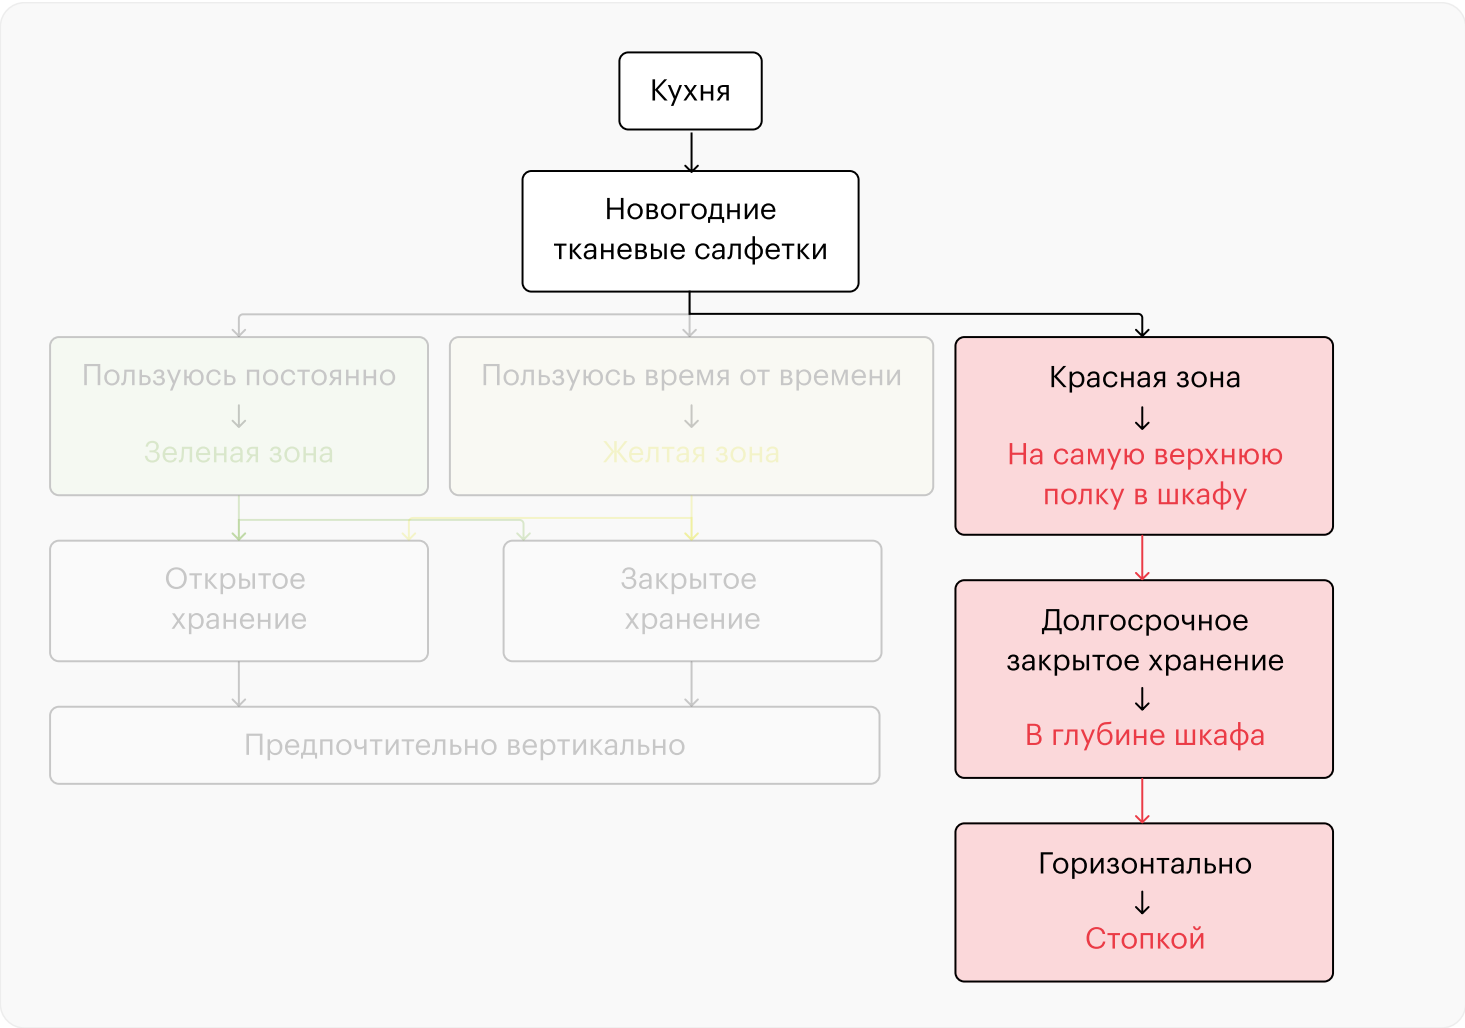 Кухня
Новогодние
тканевые салфетки
Пользуюсь постоянно
Зеленая зона
Пользуюсь время от времени
Желтая зона
Красная зона
На самую верхнюю
полку в шкафу
Открытое
хранение
Закрытое
хранение
Долгосрочное
закрытое хранение
В глубине шкафа
Предпочтительно вертикально
Горизонтально
Стопкой